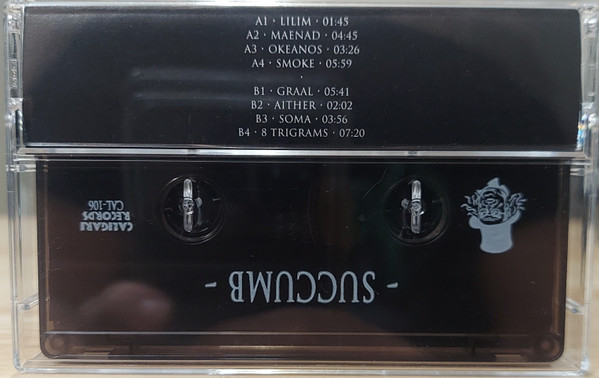 A1 · LILIM · 01:45
A2 · MAENAD · 04:45
A3 · OKEANOS · 03:26
A4 · SMOKE · 05:59
·
B1 · GRAAL · 05:41
B2 · AITHER · 02:02
B3 · SOMA · 03:56
B4 · 8 TRIGRAMS · 07:20
CALIGARI
RECORDS
CAL-106
- SUCCUMB -